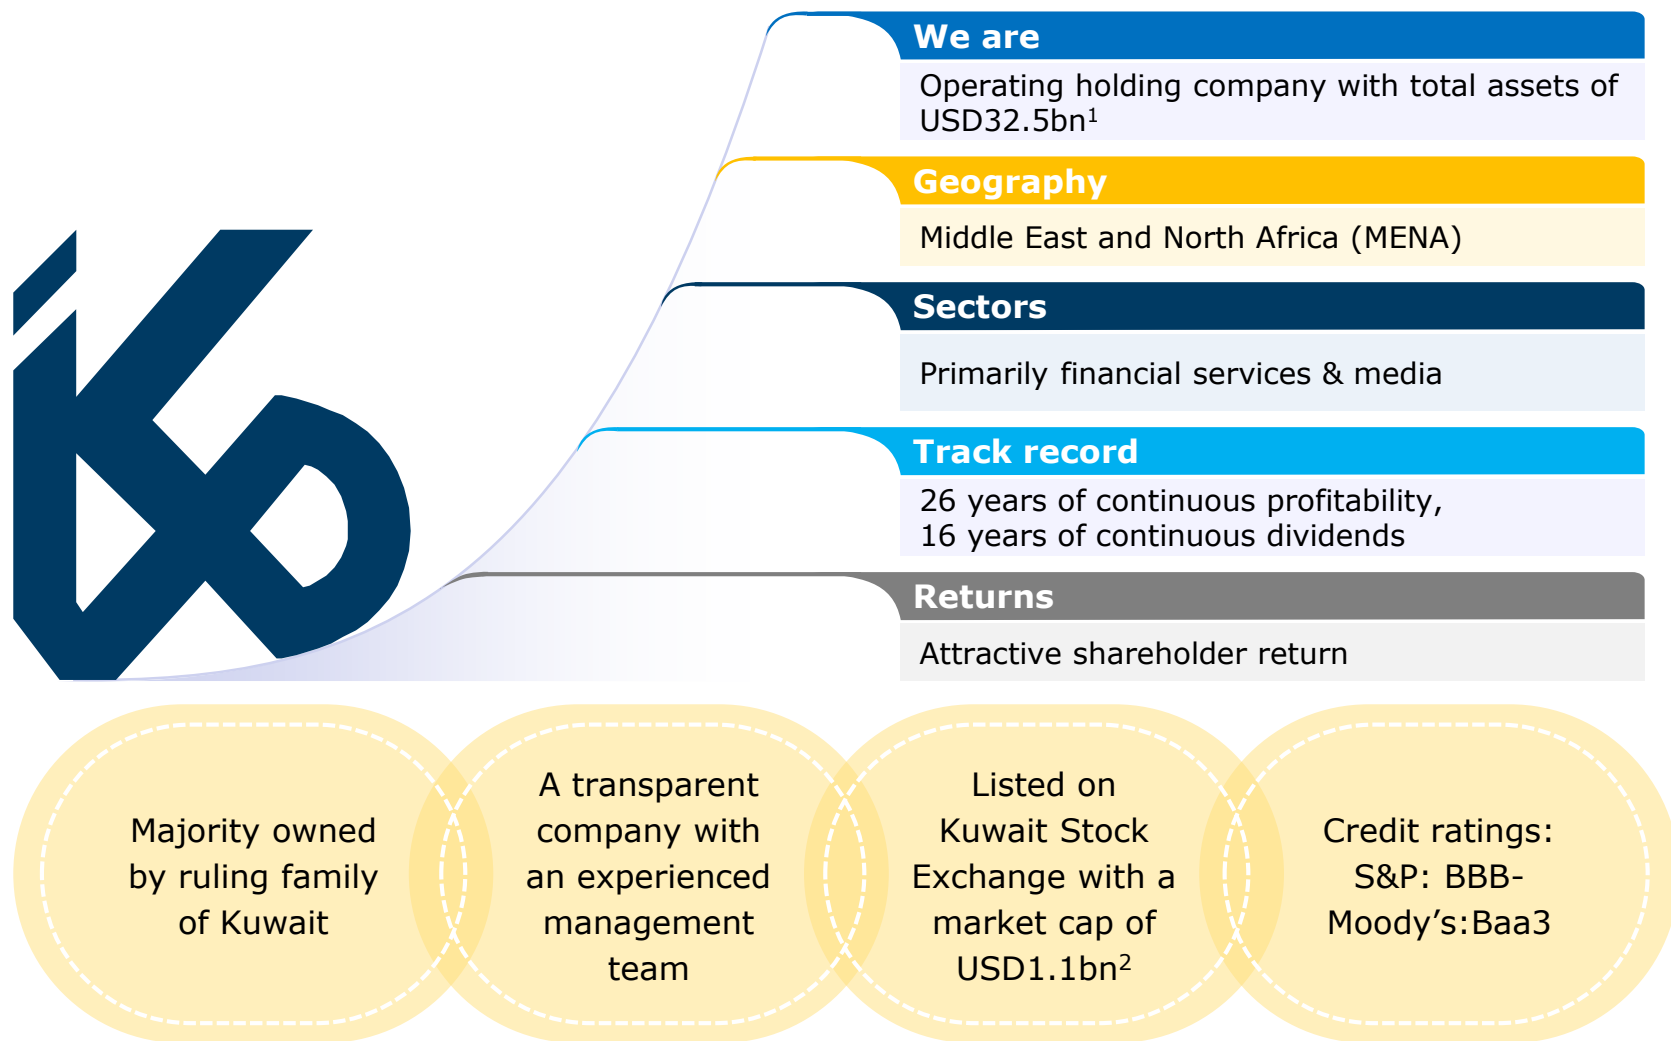 We are
Operating holding company with total assets of
USD32.5bn¹
Geography
Middle East and North Africa (MENA)
Sectors
Primarily financial services & media
Track record
26 years of continuous profitability,
16 years of continuous dividends
Returns
Attractive shareholder return
Majority owned
by ruling family
of Kuwait
A transparent
company with
an experienced
management
team
Listed on
Kuwait Stock
Exchange with a
market cap of
USD1.1bn²
Credit ratings:
S&P: BBB-
Moody’s:Baa3